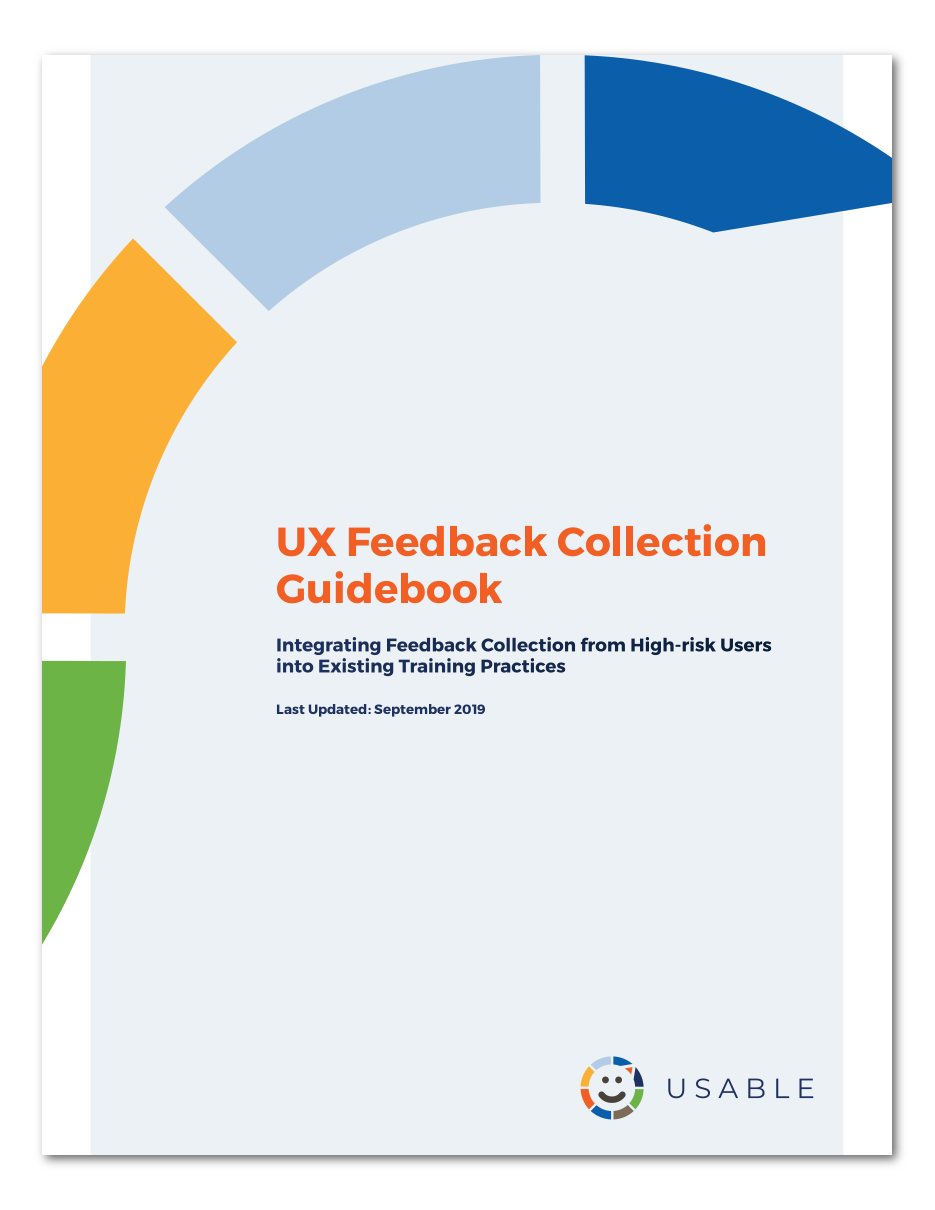 UX Feedback Collection
Guidebook
Integrating Feedback Collection from High-risk Users
into Existing Training Practices
Last Updated: September 2019
USABLE